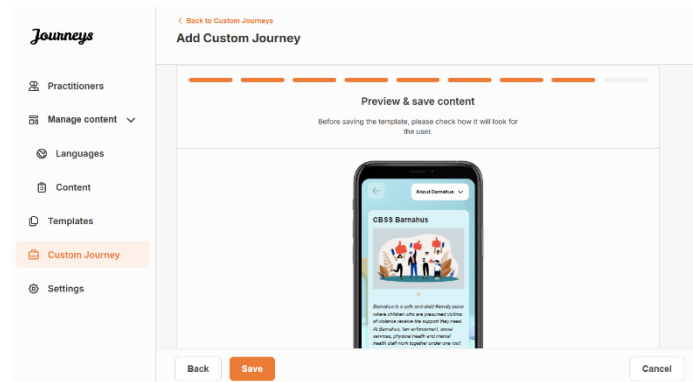 Journeys
Practitioners
Manage content
Languages
Content
Templates
Custom Journey
Settings
< Back to Custom Journeys
Add Custom Journey
Preview & save content
Before saving the template, please check how it will look for
the user.
About Barnahus
CBSS Barnahus
Barnahus is a safe and child friendly place
where children who are presumed victims
of violence receive the support they need.
At Barnahus, law enforcement, social
services, physical health and mental
health staff work together under one roof.
Back
Save
Cancel